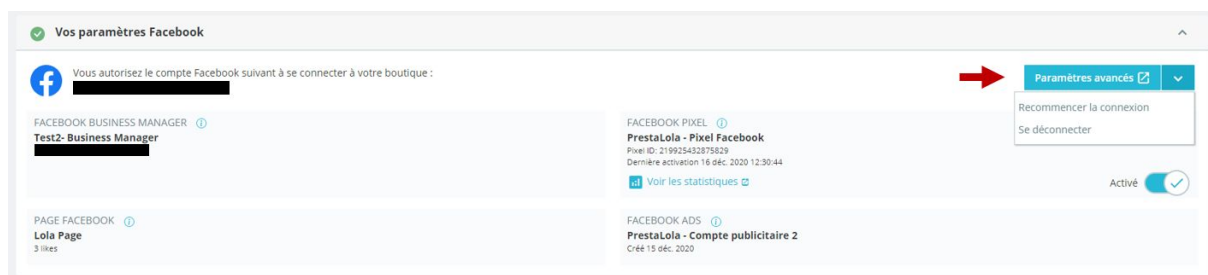 Vos paramètres Facebook
Vous autorisez le compte Facebook suivant à se connecter à votre boutique :
Paramètres avancés
Recommencer la connexion
Se déconnecter
FACEBOOK BUSINESS MANAGER
Test2- Business Manager
FACEBOOK PIXEL
PrestaLola - Pixel Facebook
Pixel ID: 219925432875829
Dernière activation 16 déc. 2020 12:30:44
Voir les statistiques
Activé
PAGE FACEBOOK
Lola Page
3 likes
FACEBOOK ADS
PrestaLola - Compte publicitaire 2
Créé 15 déc. 2020